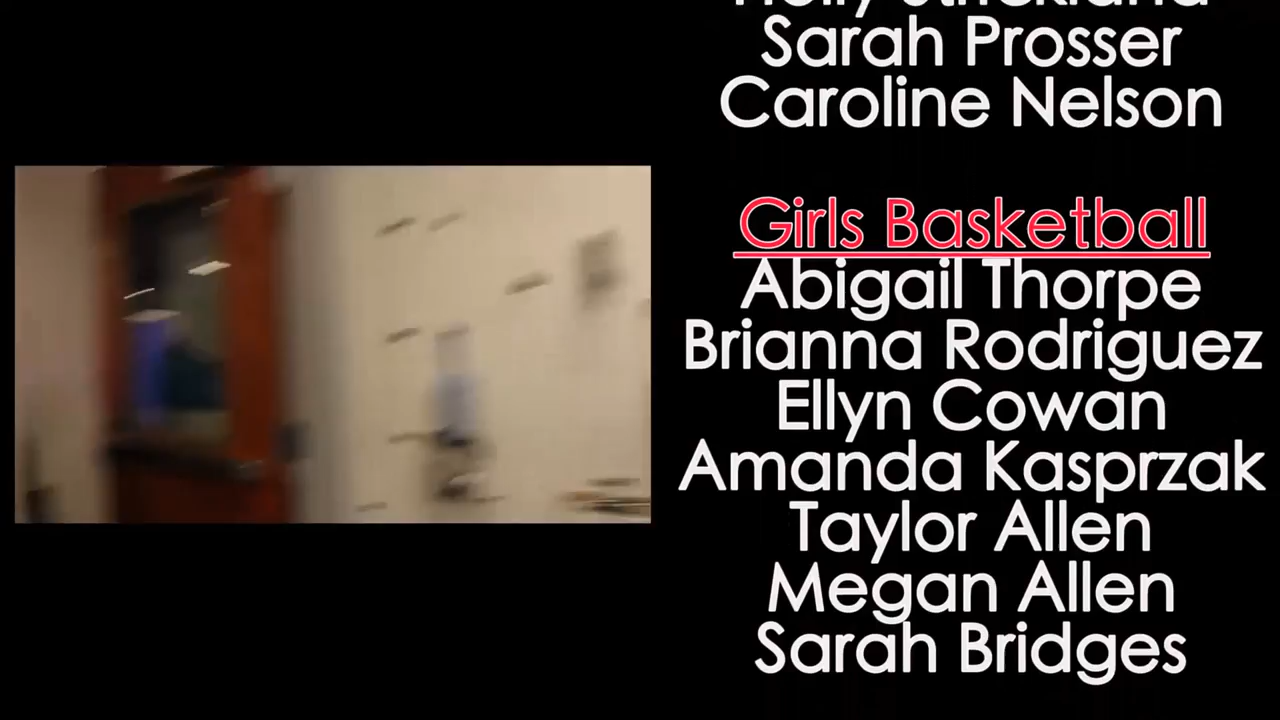 Sarah Prosser
Caroline Nelson
Girls Basketball
Abigail Thorpe
Brianna Rodriguez
Ellyn Cowan
Amanda Kasprzak
Taylor Allen
Megan Allen
Sarah Bridges